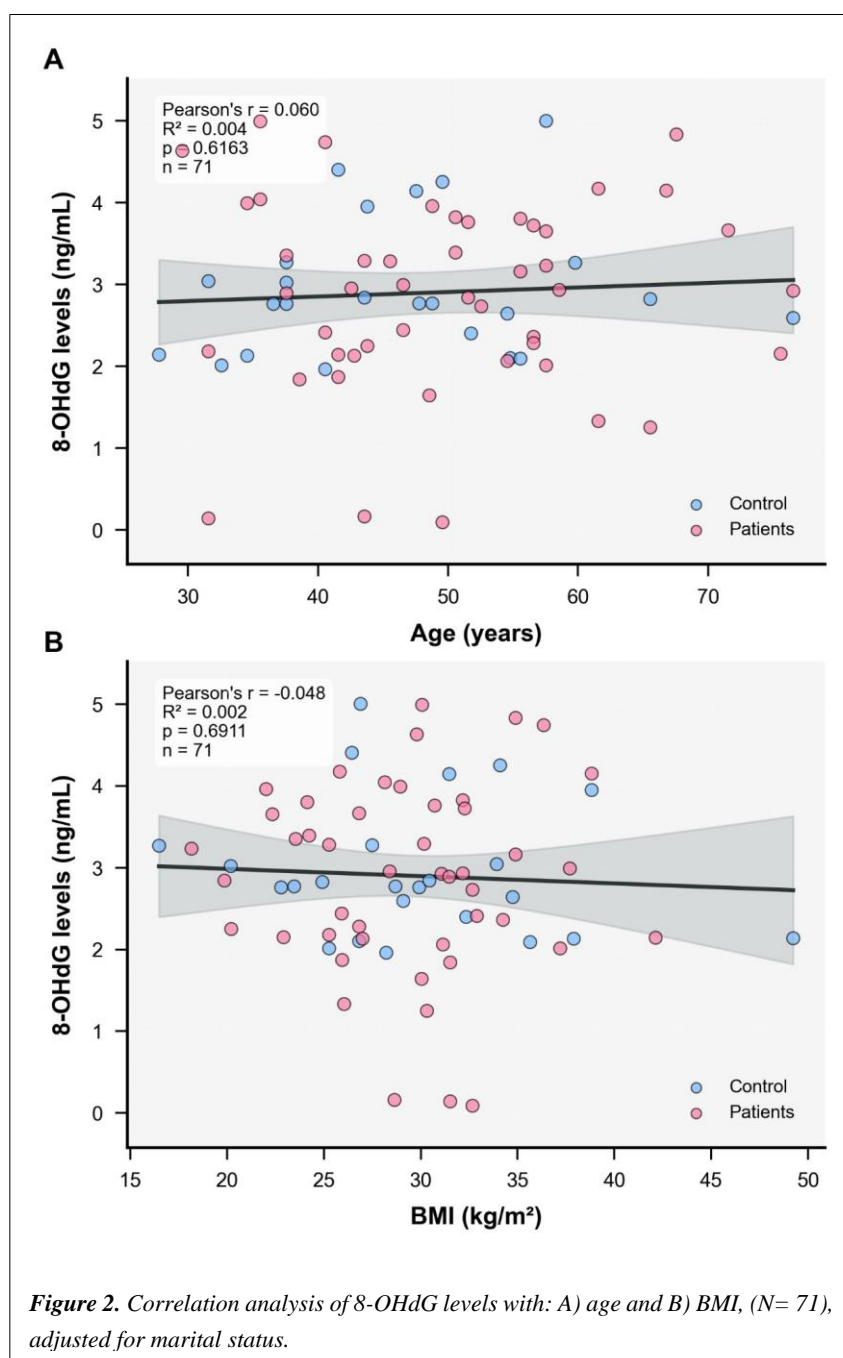 A
Pearson's r = 0.060
R² = 0.004
p = 0.6163
n = 71
5
4
3
2
1
0
8-OHdG levels (ng/mL)
Control
Patients
30 40 50 60 70
Age (years)
B
Pearson's r = -0.048
R² = 0.002
p = 0.6911
n = 71
5
4
3
2
1
0
8-OHdG levels (ng/mL)
Control
Patients
15 20 25 30 35 40 45 50
BMI (kg/m²)
Figure 2. Correlation analysis of 8-OHdG levels with: A) age and B) BMI, (N= 71),
adjusted for marital status.